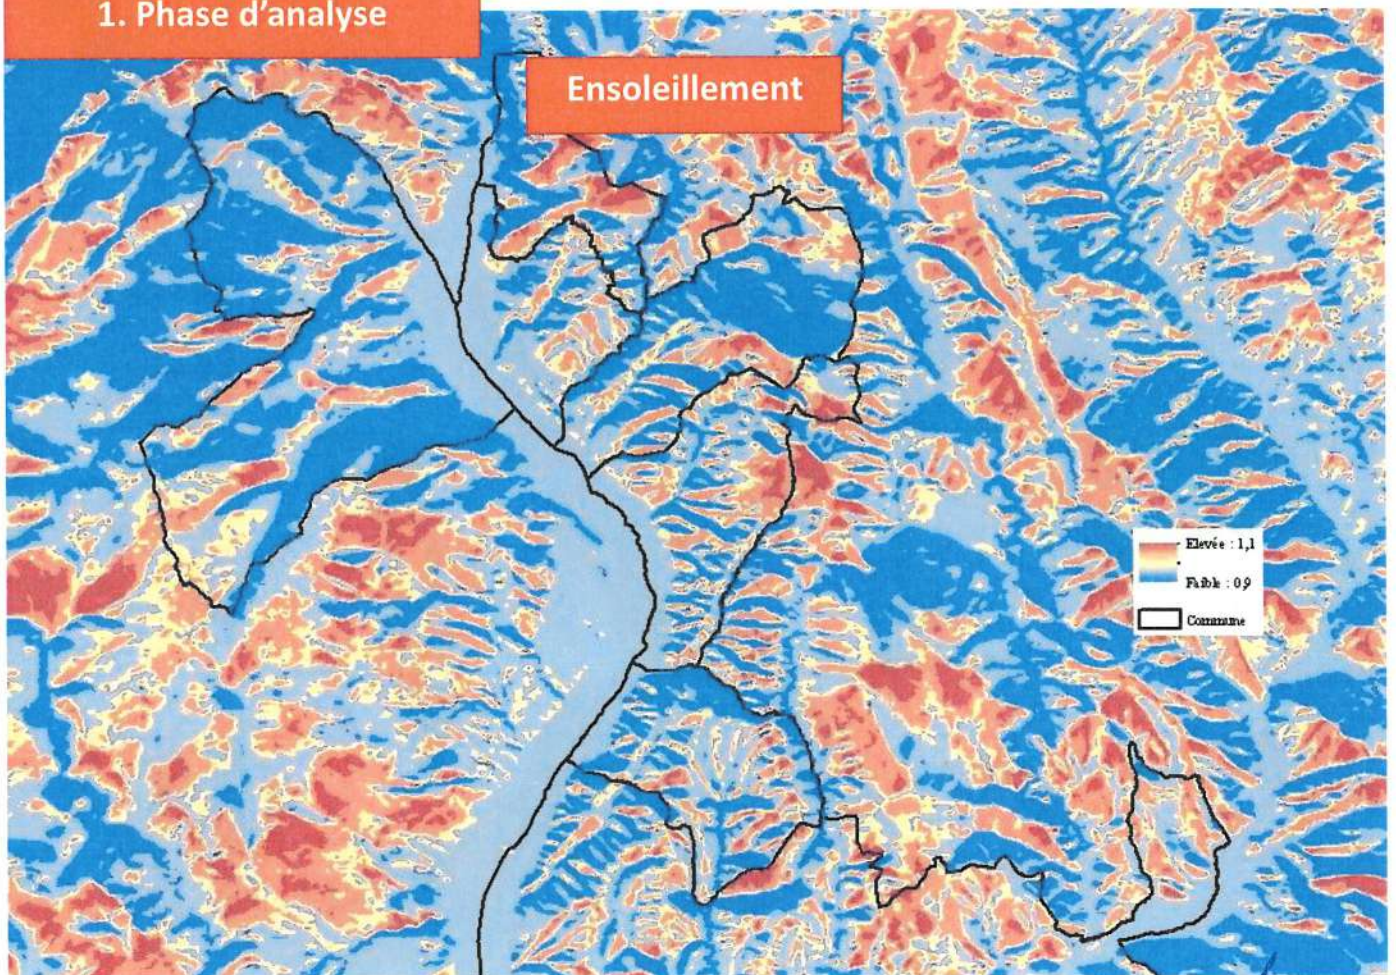 1. Phase d'analyse
Ensoleillement
Elevée : 1,1
Faible : 0,9
Commune